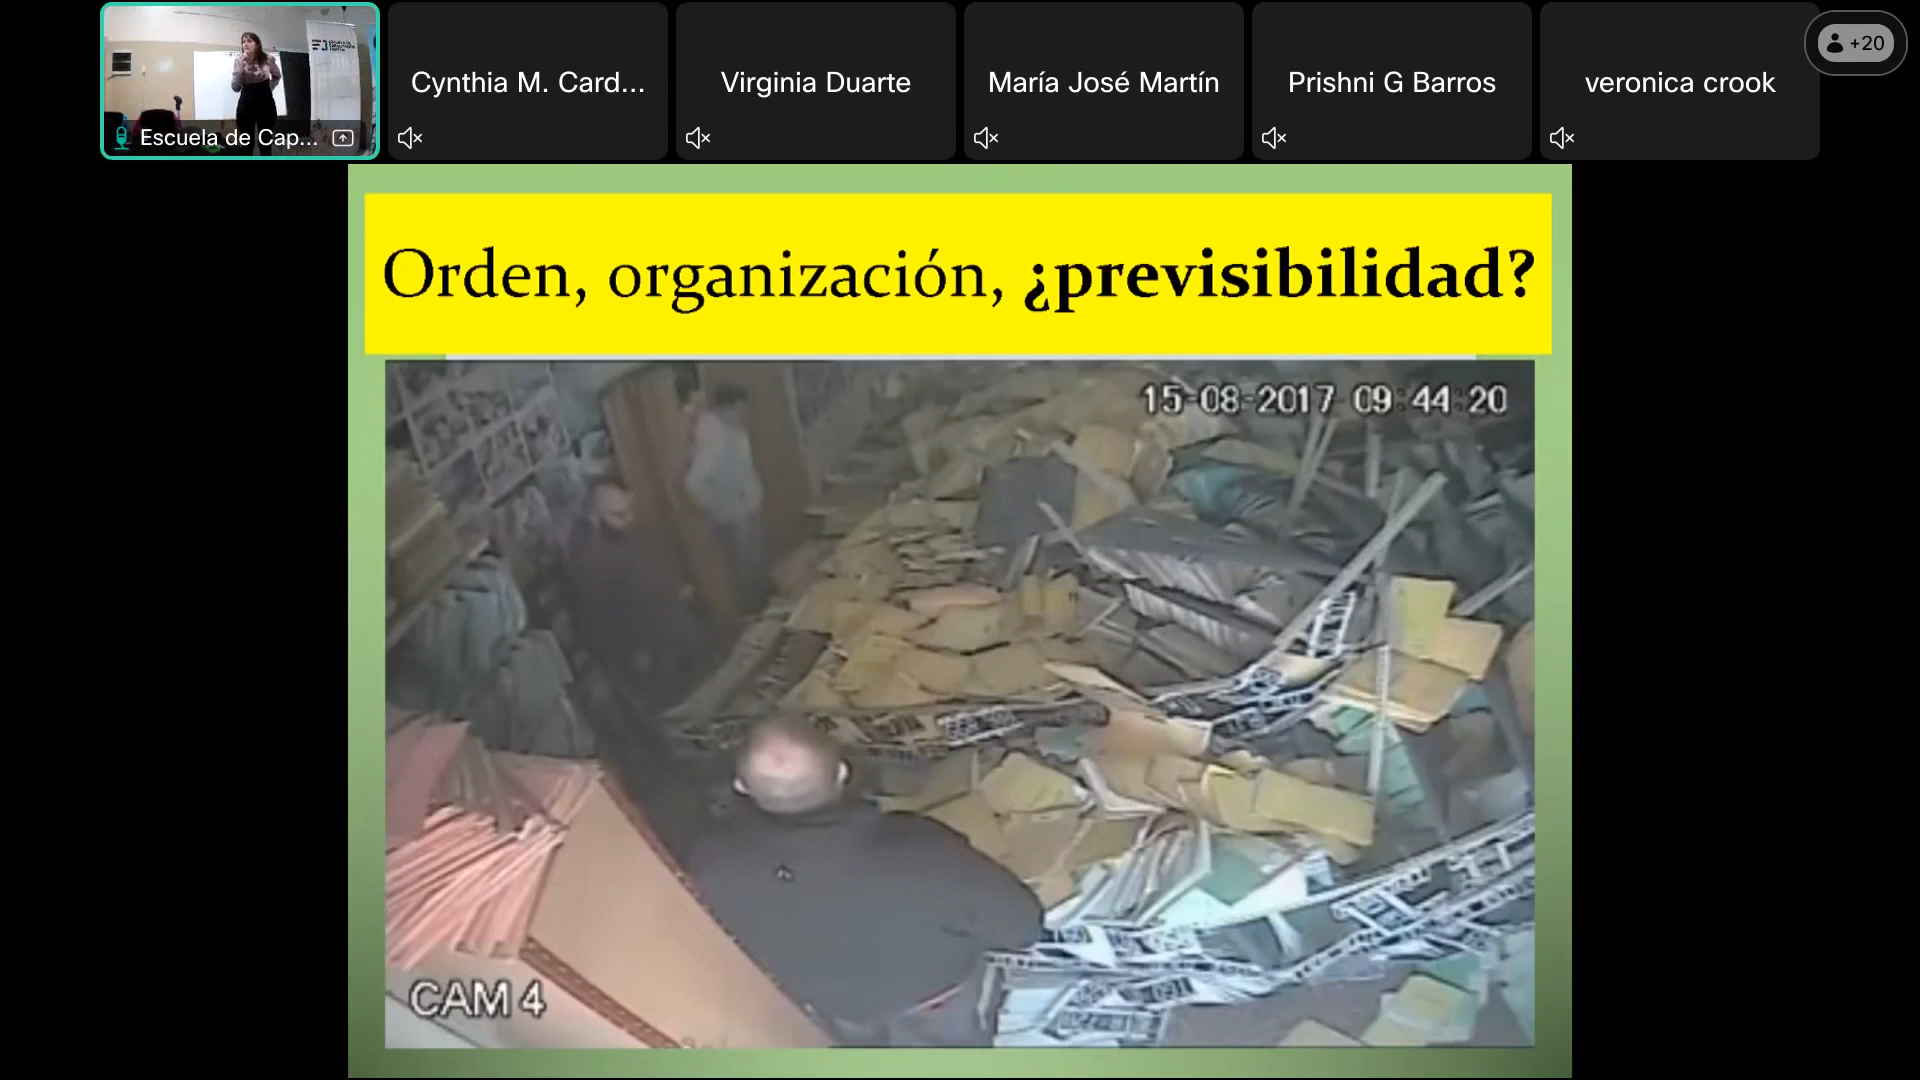 Escuela de Cap...
Cynthia M. Card...
Virginia Duarte
María José Martín
Prishni G Barros
veronica crook
+20
Orden, organización, ¿previsibilidad?
15-08-2017 09:44:20
CAM 4